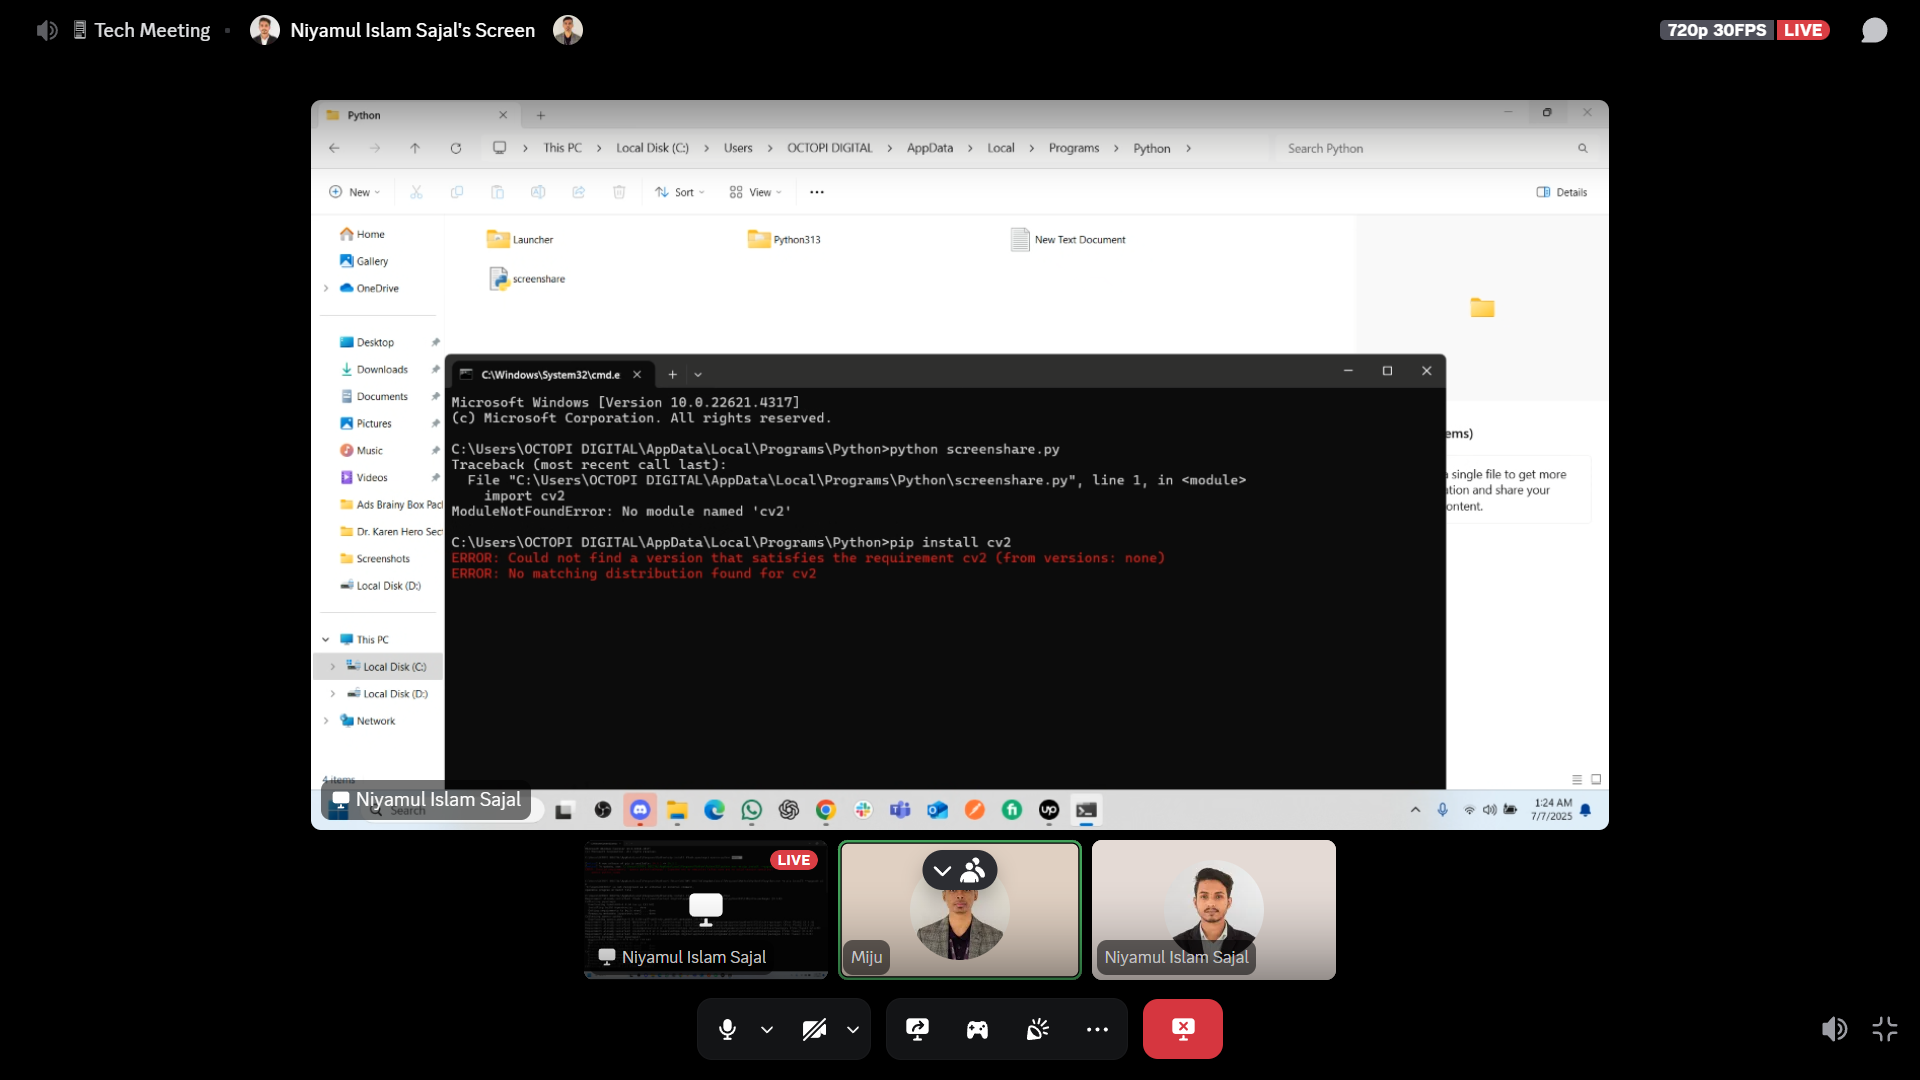 Tech Meeting
Niyamul Islam Sajal's Screen
720p 30FPS LIVE
Python
This PC > Local Disk (C:) > Users > OCTOPI DIGITAL > AppData > Local > Programs > Python >
Search Python
New
Sort
View
Details
Home
Gallery
OneDrive
Desktop
Downloads
Documents
Pictures
Music
Videos
Ads Brainy Box Pac
Dr. Karen Hero Sec
Screenshots
Local Disk (D:)
This PC
Local Disk (C:)
Local Disk (D:)
Network
4 items
Launcher
Python313
New Text Document
screenshare
ems)
single file to get more
tion and share your
ontent.
C:\Windows\System32\cmd.e
Microsoft Windows [Version 10.0.22621.4317]
(c) Microsoft Corporation. All rights reserved.
C:\Users\OCTOPI DIGITAL\AppData\Local\Programs\Python>python screenshare.py
Traceback (most recent call last):
File "C:\Users\OCTOPI DIGITAL\AppData\Local\Programs\Python\screenshare.py", line 1, in <module>
import cv2
ModuleNotFoundError: No module named 'cv2'
C:\Users\OCTOPI DIGITAL\AppData\Local\Programs\Python>pip install cv2
ERROR: Could not find a version that satisfies the requirement cv2 (from versions: none)
ERROR: No matching distribution found for cv2
Niyamul Islam Sajal
Search
up
1:24 AM
7/7/2025
LIVE
Niyamul Islam Sajal
Miju
Niyamul Islam Sajal